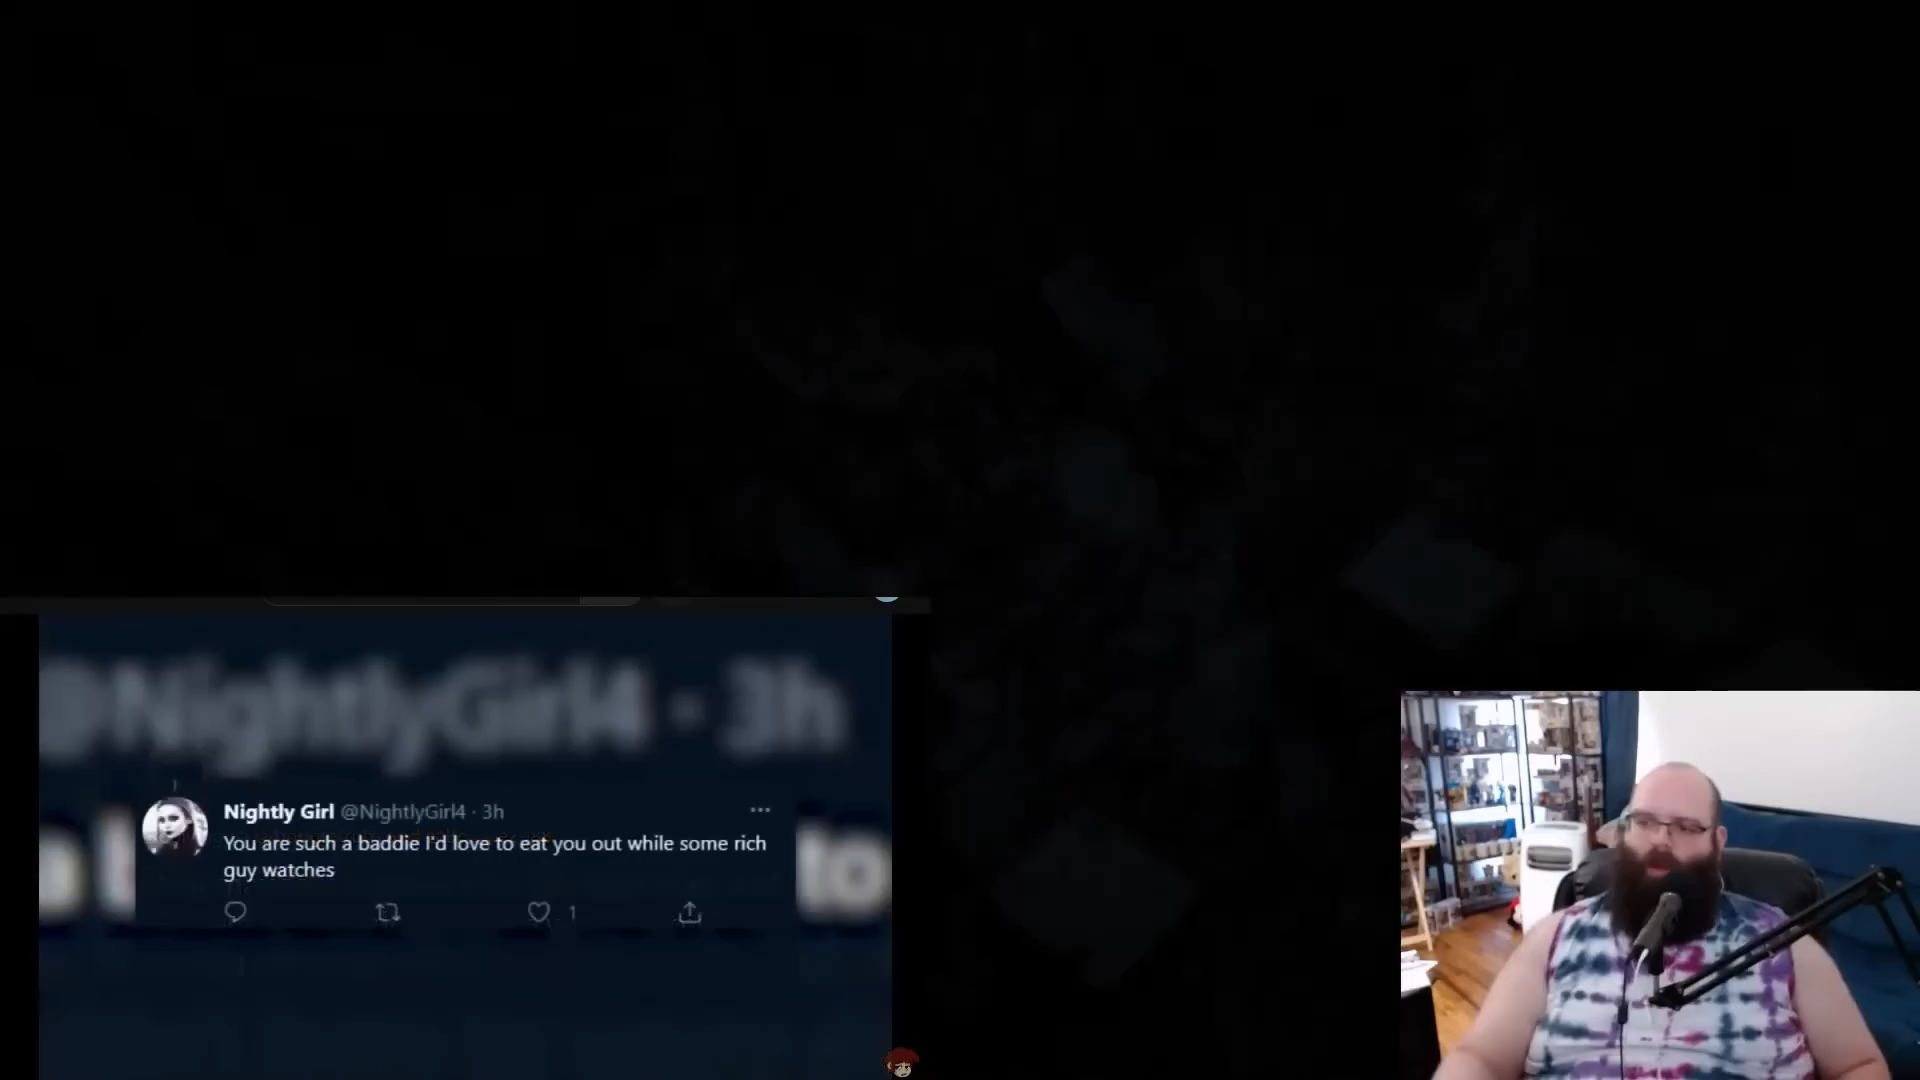 @NightlyGirl4 · 3h
Nightly Girl @NightlyGirl4 · 3h
You are such a baddie I'd love to eat you out while some rich
guy watches
1
to